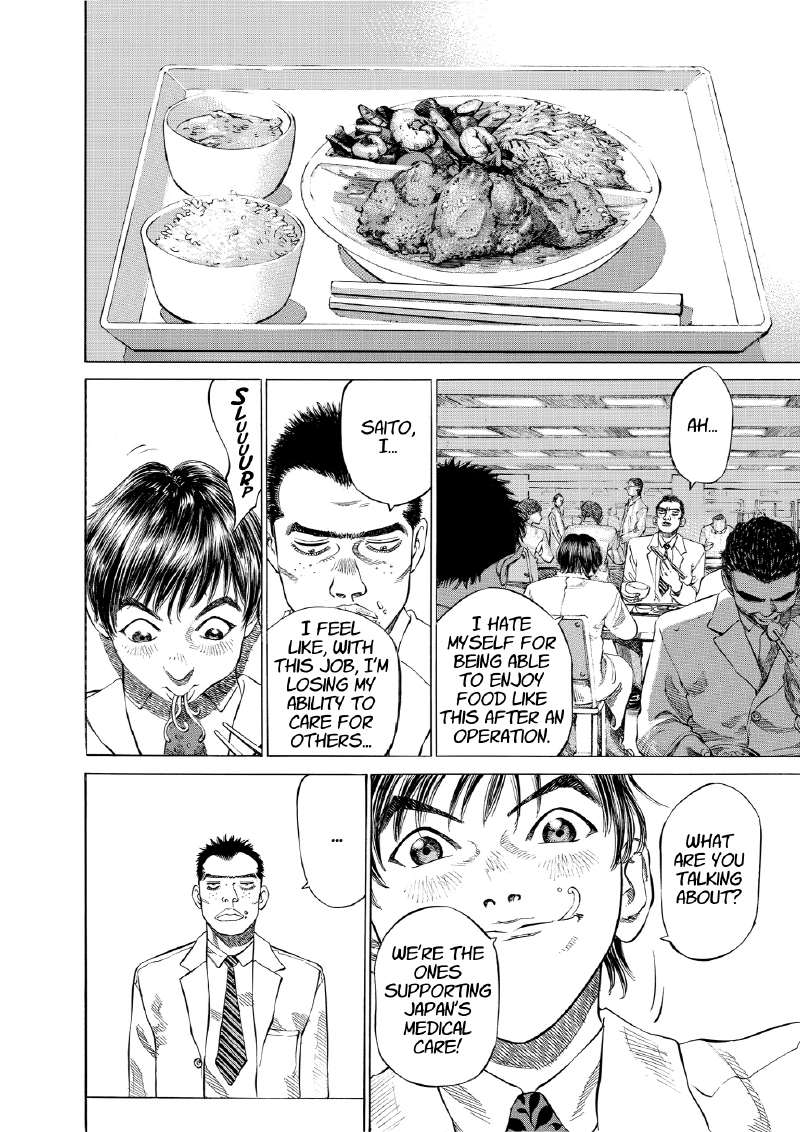 AH...
I HATE
MYSELF FOR
BEING ABLE
TO ENJOY
FOOD LIKE
THIS AFTER AN
OPERATION.
SAITO,
I...
I FEEL
LIKE, WITH
THIS JOB, I'M
LOSING MY
ABILITY TO
CARE FOR
OTHERS...
SLUUUURP
WHAT
ARE YOU
TALKING
ABOUT?
WE'RE THE
ONES
SUPPORTING
JAPAN'S
MEDICAL
CARE!
...